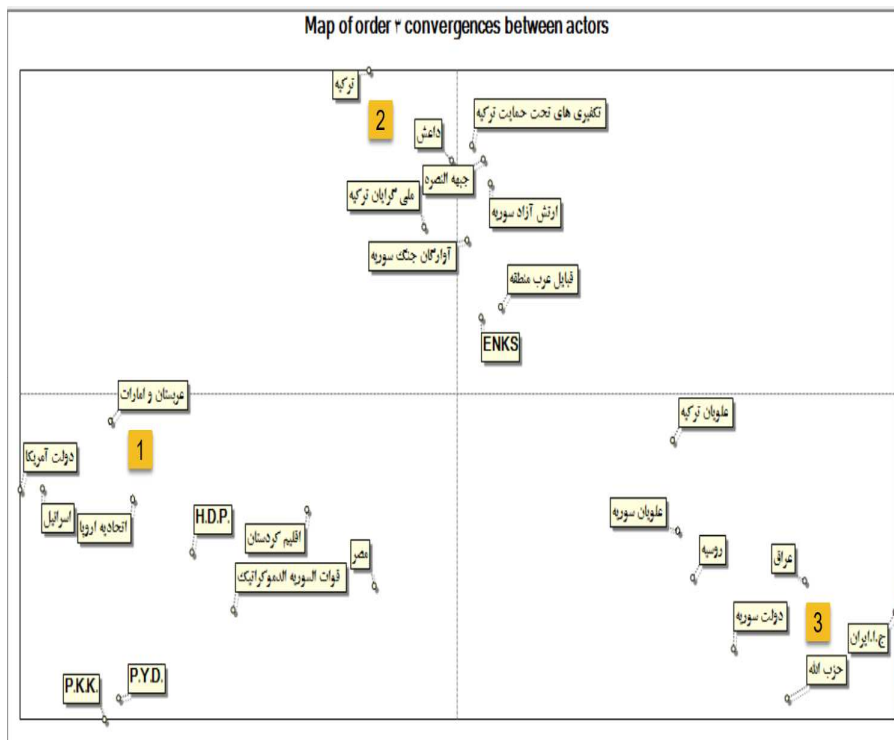 Map of order ۳ convergences between actors
ترکیه
2
تکفیری های تحت حمایت ترکیه
داعش
جبهه النصره
ملی گرایان ترکیه
ارتش آزاد سوریه
آوارگان جنگ سوریه
قبایل عرب منطقه
ENKS
عربستان و امارات
علویان ترکیه
1
دولت آمریکا
اسرائیل
اتحادیه اروپا
H.D.P.
اقلیم کردستان
علویان سوریه
مصر
روسیه
عراق
قوات السوریه الدموکراتیک
دولت سوریه
3
ج.ا.ایران
حزب الله
P.K.K.
P.Y.D.